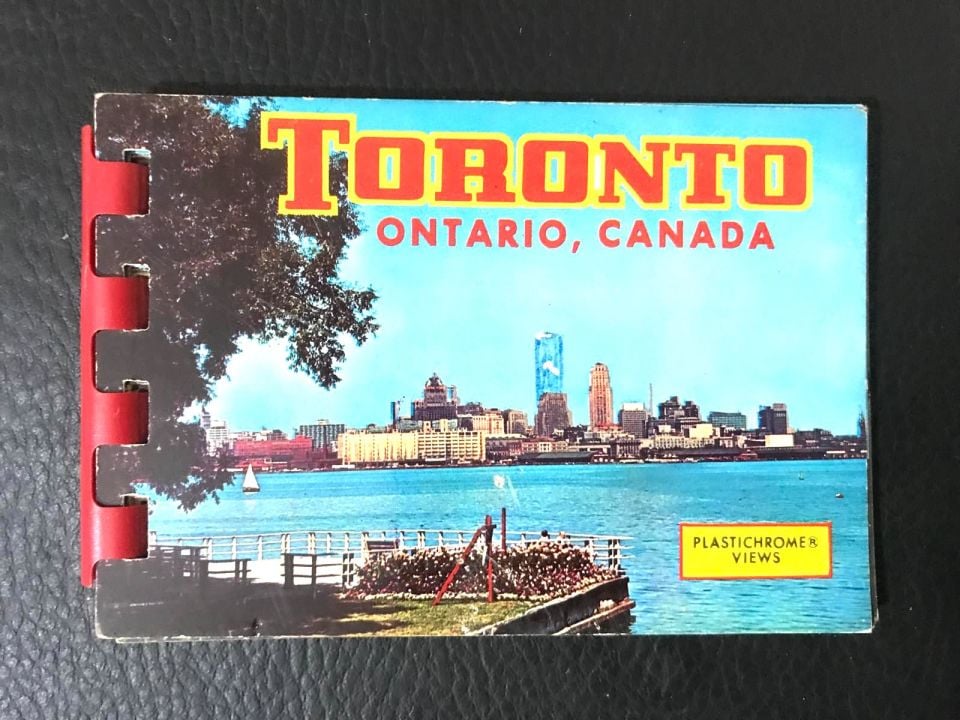 TORONTO
ONTARIO, CANADA
PLASTICHROME®
VIEWS